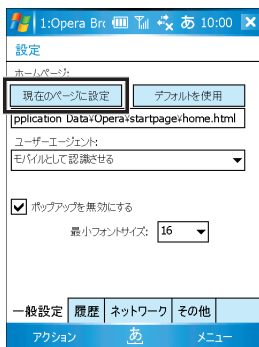 1:Opera Bro あ 10:00
設定
ホームページ:
現在のページに設定 デフォルトを使用
pplication Data¥Opera¥startpage¥home.html
ユーザーエージェント:
モバイルとして認識させる
ポップアップを無効にする
最小フォントサイズ: 16
一般設定 履歴 ネットワーク その他
アクション あ メニュー